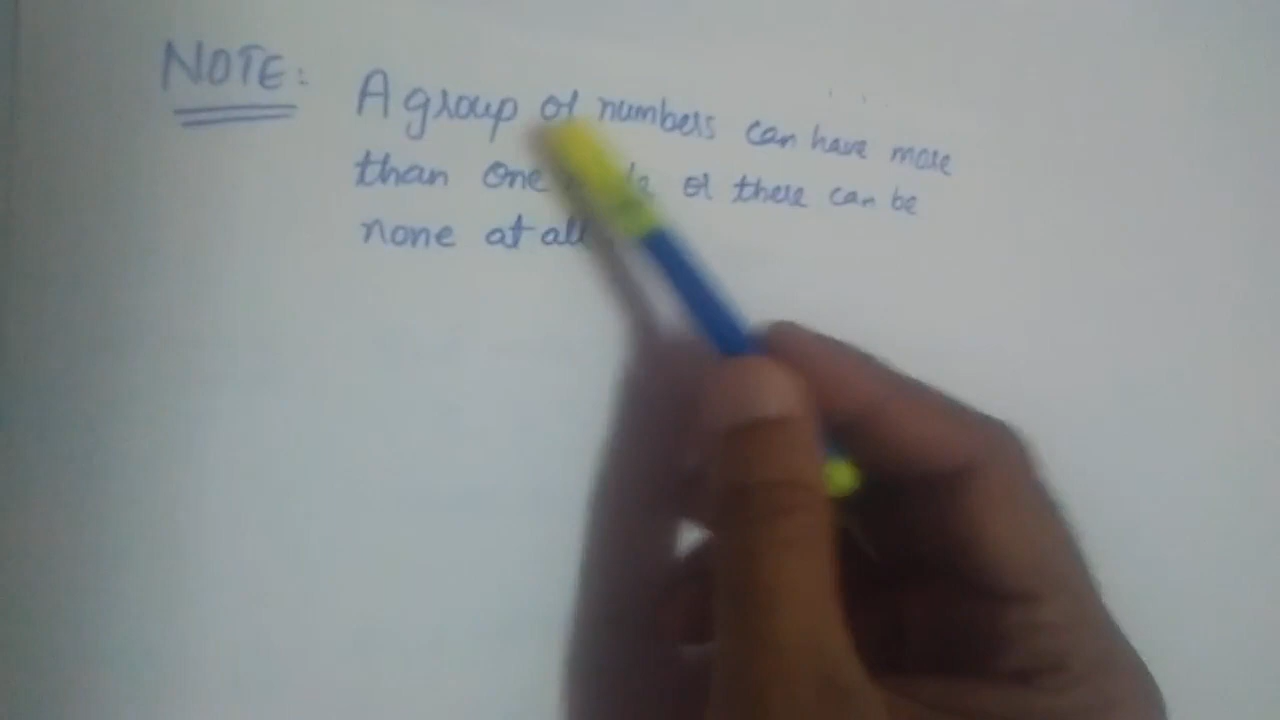 NOTE: A group of numbers can have more
than one or there can be
none at all